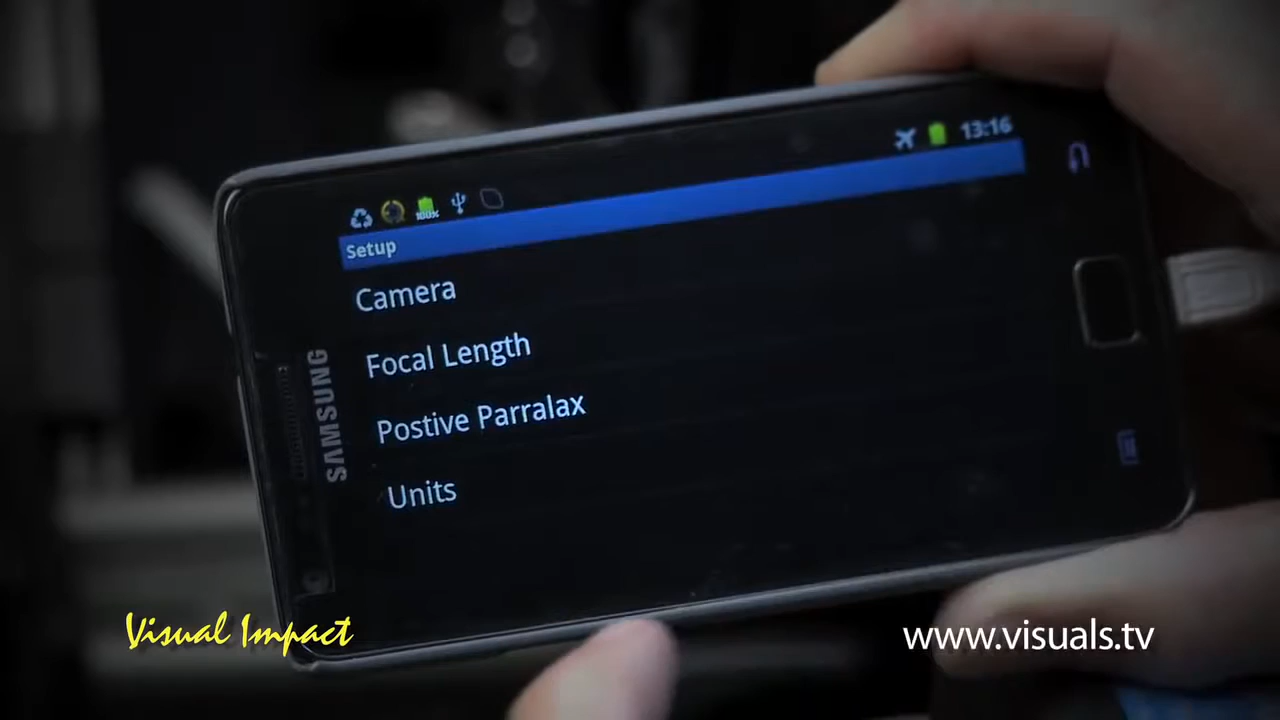 13:16
100%
Setup
Camera
Focal Length
Postive Parralax
Units
SAMSUNG
Visual Impact
www.visuals.tv